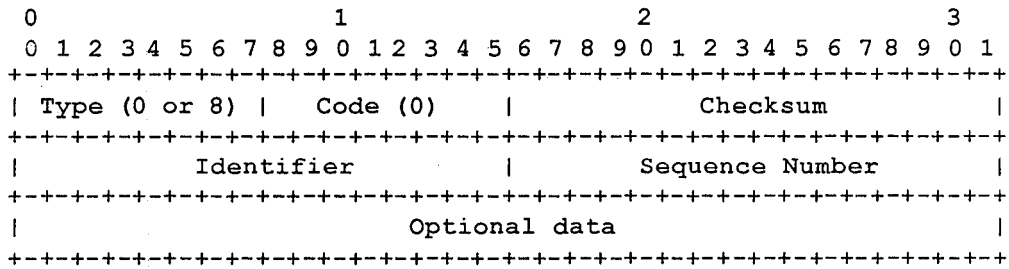 0                   1                   2                   3
 0 1 2 3 4 5 6 7 8 9 0 1 2 3 4 5 6 7 8 9 0 1 2 3 4 5 6 7 8 9 0 1
+-+-+-+-+-+-+-+-+-+-+-+-+-+-+-+-+-+-+-+-+-+-+-+-+-+-+-+-+-+-+-+-+
| Type (0 or 8) |   Code (0)    |           Checksum            |
+-+-+-+-+-+-+-+-+-+-+-+-+-+-+-+-+-+-+-+-+-+-+-+-+-+-+-+-+-+-+-+-+
|           Identifier          |        Sequence Number        |
+-+-+-+-+-+-+-+-+-+-+-+-+-+-+-+-+-+-+-+-+-+-+-+-+-+-+-+-+-+-+-+-+
|                         Optional data                         |
+-+-+-+-+-+-+-+-+-+-+-+-+-+-+-+-+-+-+-+-+-+-+-+-+-+-+-+-+-+-+-+-+